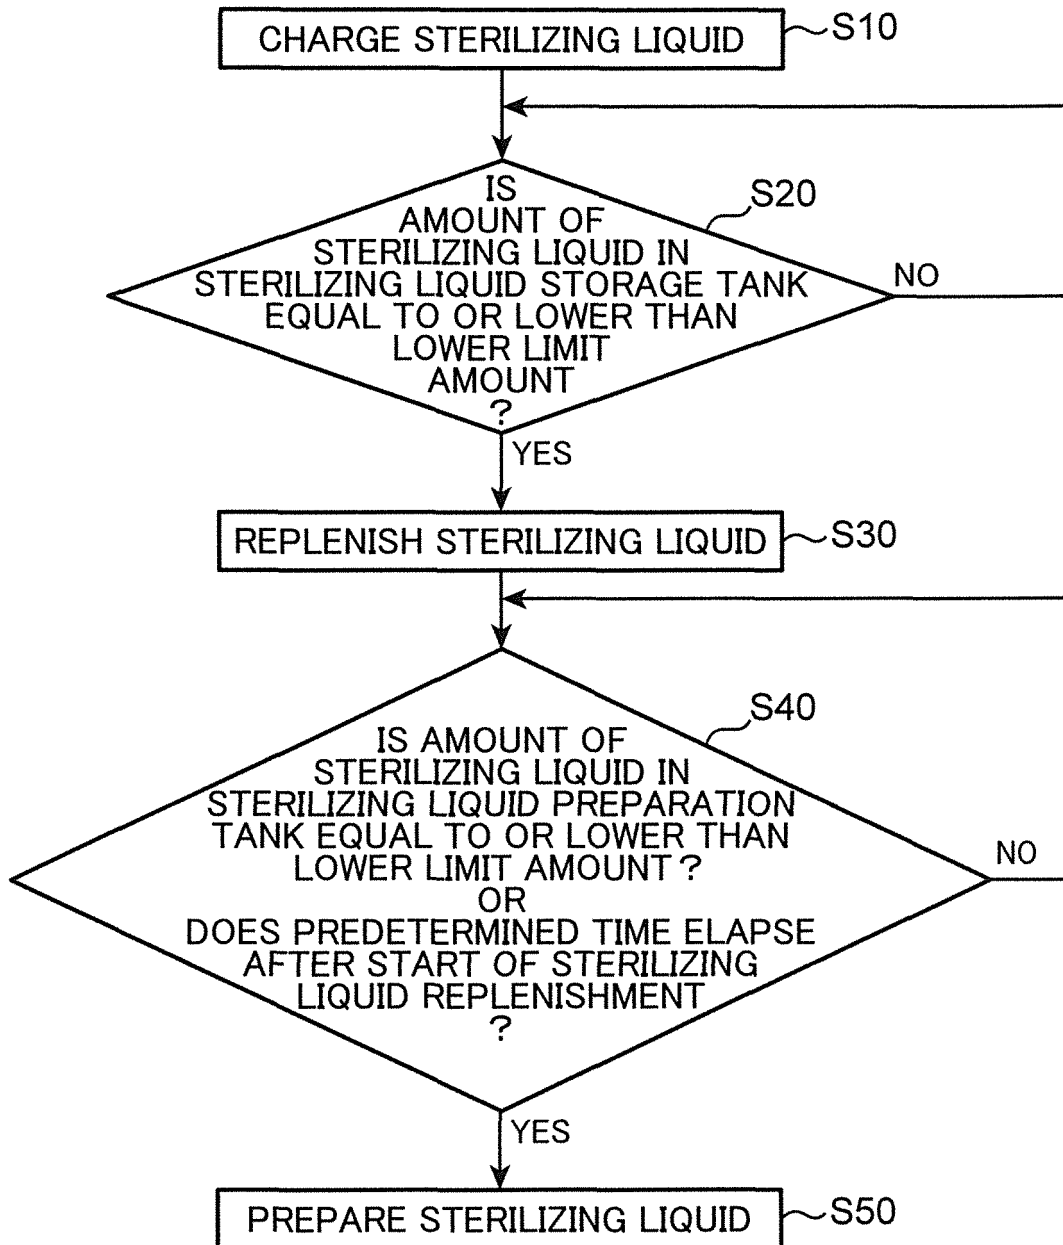 CHARGE STERILIZING LIQUID
S10
IS
AMOUNT OF
STERILIZING LIQUID IN
STERILIZING LIQUID STORAGE TANK
EQUAL TO OR LOWER THAN
LOWER LIMIT
AMOUNT
?
S20
NO
YES
REPLENISH STERILIZING LIQUID
S30
IS AMOUNT OF
STERILIZING LIQUID IN
STERILIZING LIQUID PREPARATION
TANK EQUAL TO OR LOWER THAN
LOWER LIMIT AMOUNT?
OR
DOES PREDETERMINED TIME ELAPSE
AFTER START OF STERILIZING
LIQUID REPLENISHMENT
?
S40
NO
YES
PREPARE STERILIZING LIQUID
S50